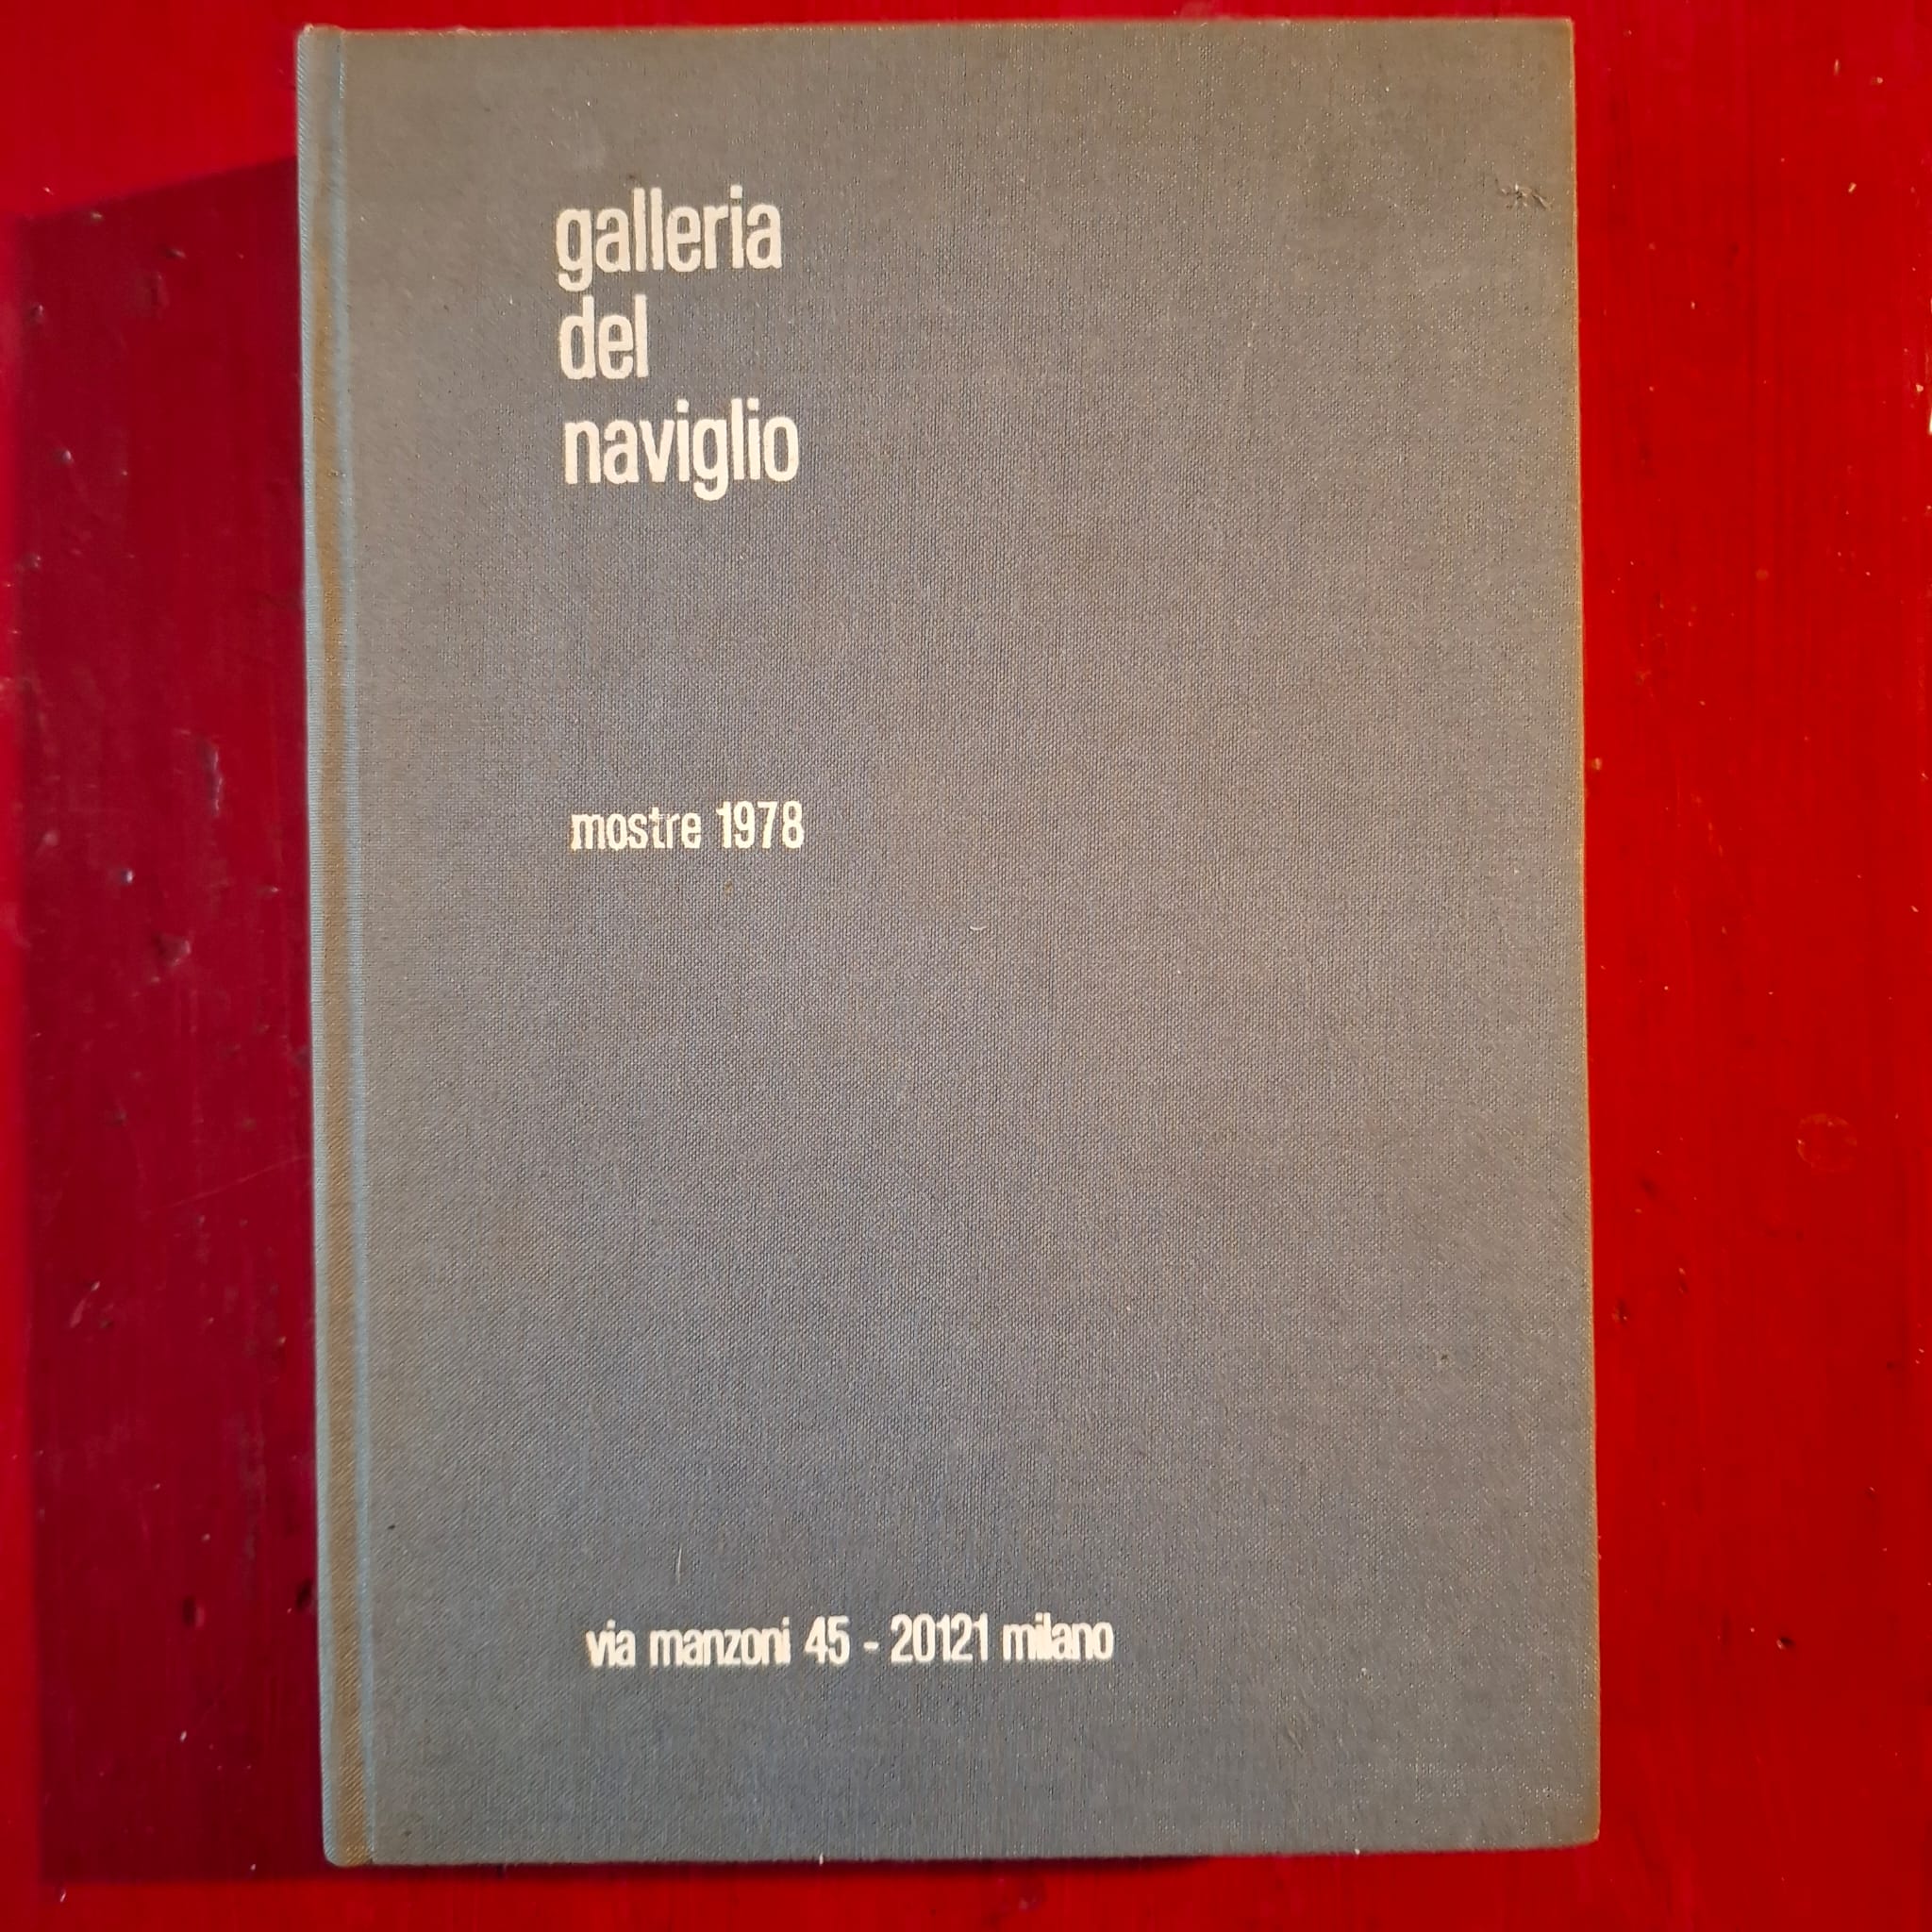 galleria
del
naviglio
mostre 1978
via manzoni 45 - 20121 milano